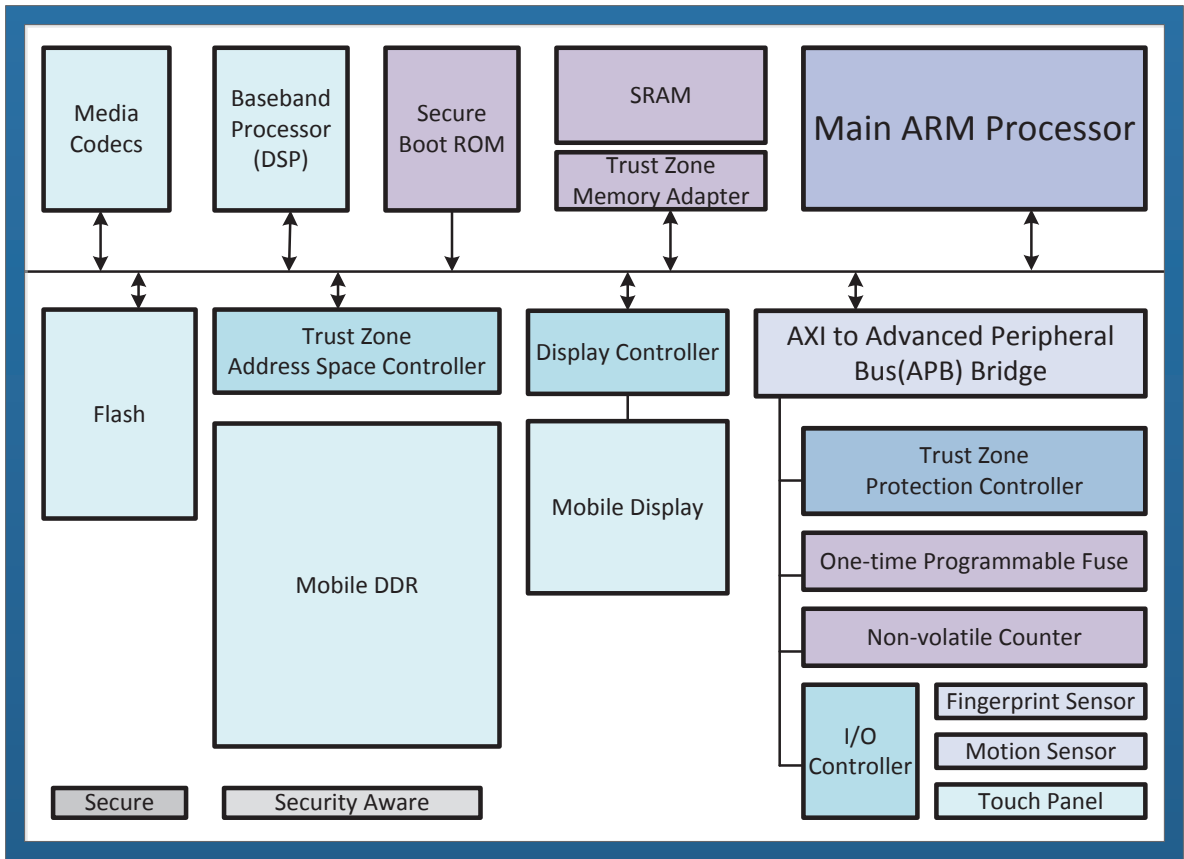 Media
Codecs
Baseband
Processor
(DSP)
Secure
Boot ROM
SRAM
Trust Zone
Memory Adapter
Main ARM Processor
Flash
Trust Zone
Address Space Controller
Mobile DDR
Display Controller
Mobile Display
AXI to Advanced Peripheral
Bus(APB) Bridge
Trust Zone
Protection Controller
One-time Programmable Fuse
Non-volatile Counter
I/O
Controller
Fingerprint Sensor
Motion Sensor
Touch Panel
Secure
Security Aware